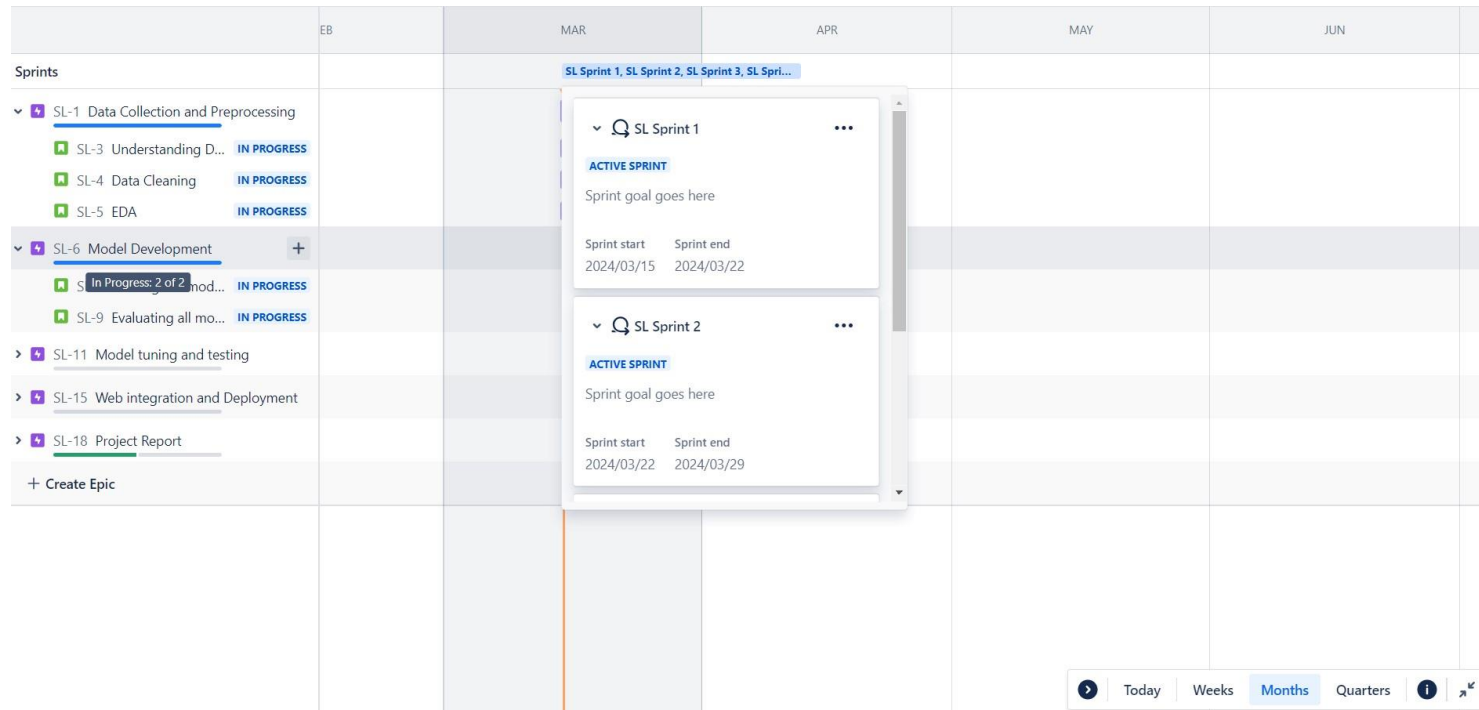 EB MAR APR MAY JUN
Sprints
SL Sprint 1, SL Sprint 2, SL Sprint 3, SL Spri...
SL-1 Data Collection and Preprocessing
SL-3 Understanding D... IN PROGRESS
SL-4 Data Cleaning IN PROGRESS
SL-5 EDA IN PROGRESS
SL-6 Model Development
In Progress: 2 of 2
mod... IN PROGRESS
SL-9 Evaluating all mo... IN PROGRESS
SL-11 Model tuning and testing
SL-15 Web integration and Deployment
SL-18 Project Report
+ Create Epic
SL Sprint 1
ACTIVE SPRINT
Sprint goal goes here
Sprint start Sprint end
2024/03/15 2024/03/22
SL Sprint 2
ACTIVE SPRINT
Sprint goal goes here
Sprint start Sprint end
2024/03/22 2024/03/29
Today Weeks Months Quarters